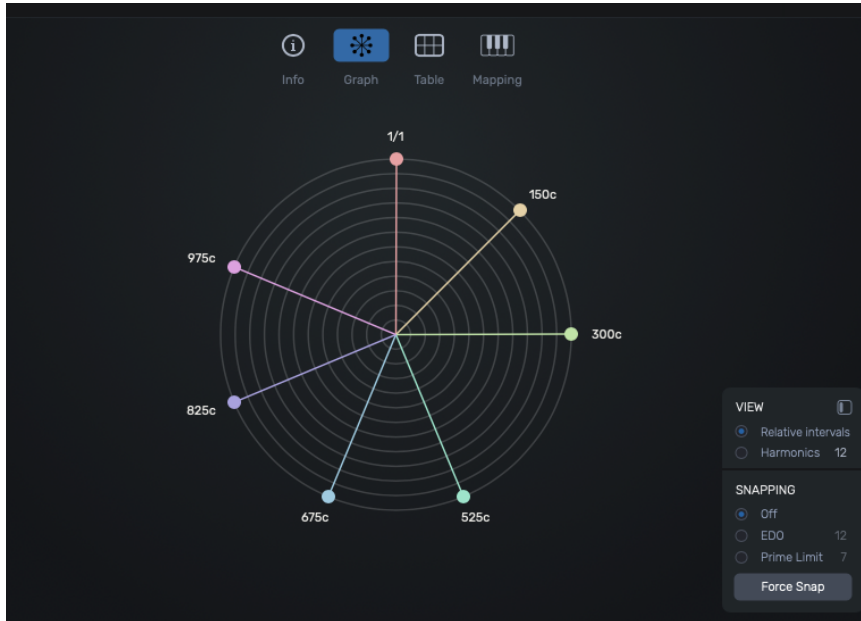 Info Graph Table Mapping
1/1
150c
975c
300c
825c
675c
525c
VIEW
Relative intervals
Harmonics 12
SNAPPING
Off
EDO 12
Prime Limit 7
Force Snap